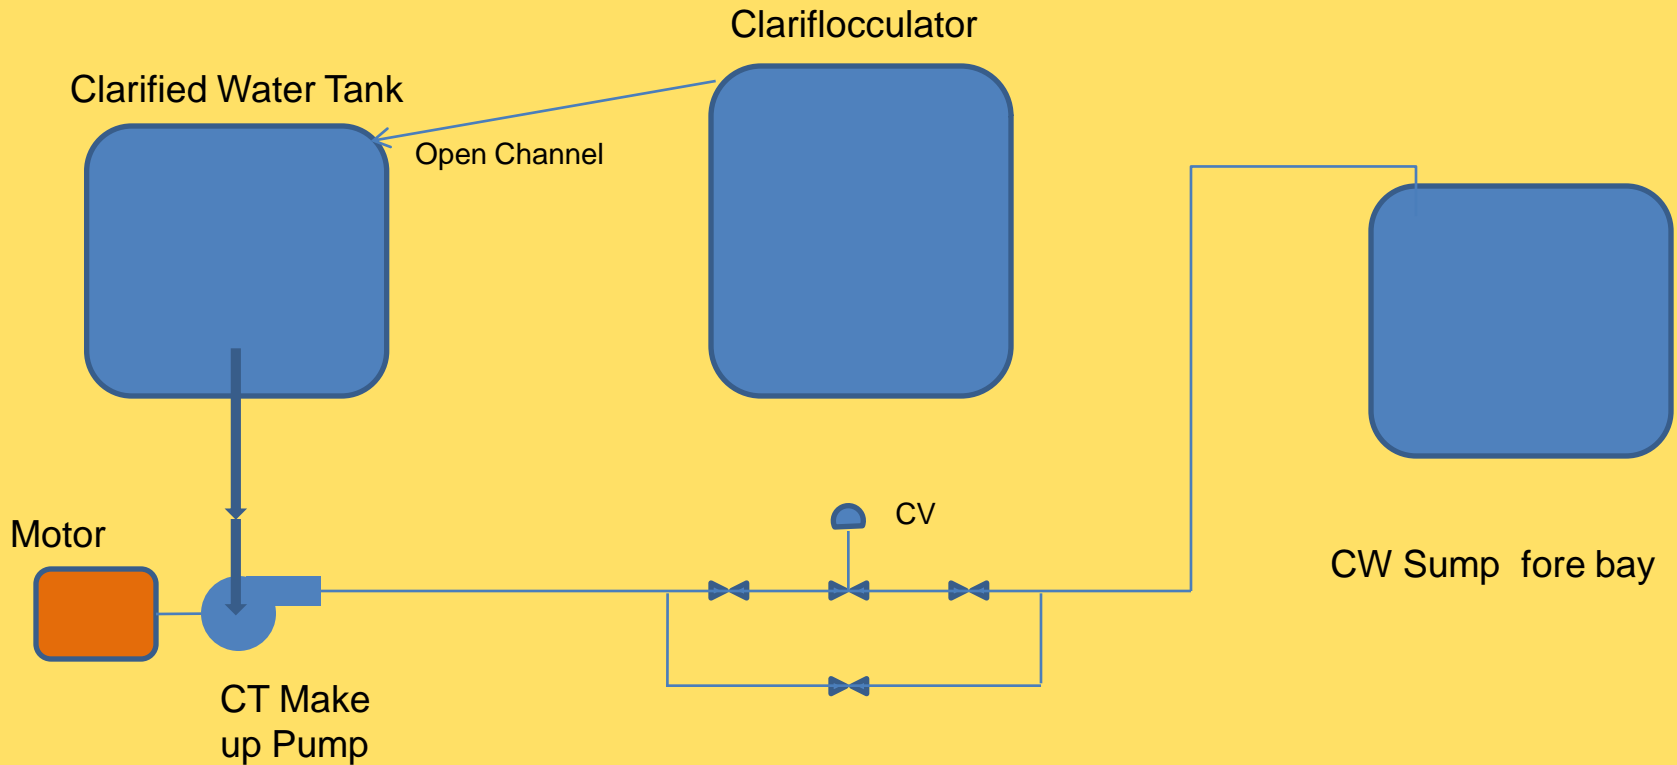 Clariflocculator
Clarified Water Tank
Open Channel
CV
Motor
CW Sump fore bay
CT Make
up Pump